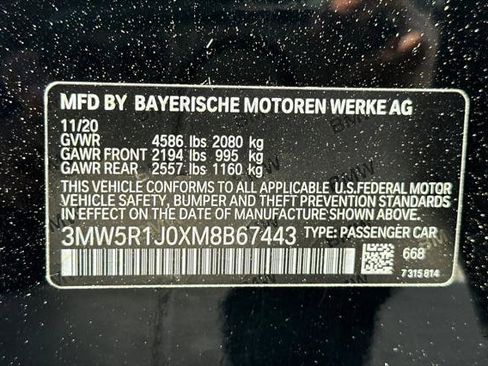 MFD BY BAYERISCHE MOTOREN WERKE AG
11/20
GVWR 4586 lbs 2080 kg
GAWR FRONT 2194 lbs 995 kg
GAWR REAR 2557 lbs 1160 kg
THIS VEHICLE CONFORMS TO ALL APPLICABLE U.S.FEDERAL MOTOR
VEHICLE SAFETY, BUMPER AND THEFT PREVENTION STANDARDS
IN EFFECT ON THE DATE OF MANUFACTURE SHOWN ABOVE.
3MW5R1J0XM8B67443 TYPE: PASSENGER CAR
668
7315814